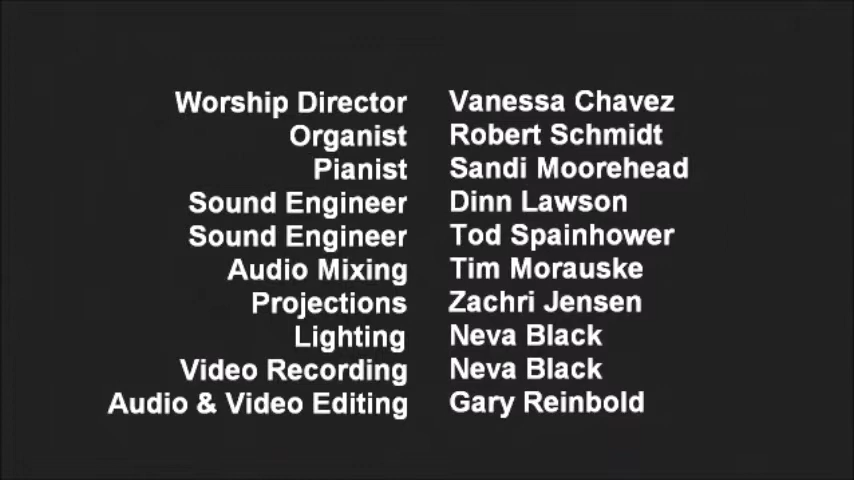 Worship Director Vanessa Chavez
Organist Robert Schmidt
Pianist Sandi Moorehead
Sound Engineer Dinn Lawson
Sound Engineer Tod Spainhower
Audio Mixing Tim Morauske
Projections Zachri Jensen
Lighting Neva Black
Video Recording Neva Black
Audio & Video Editing Gary Reinbold